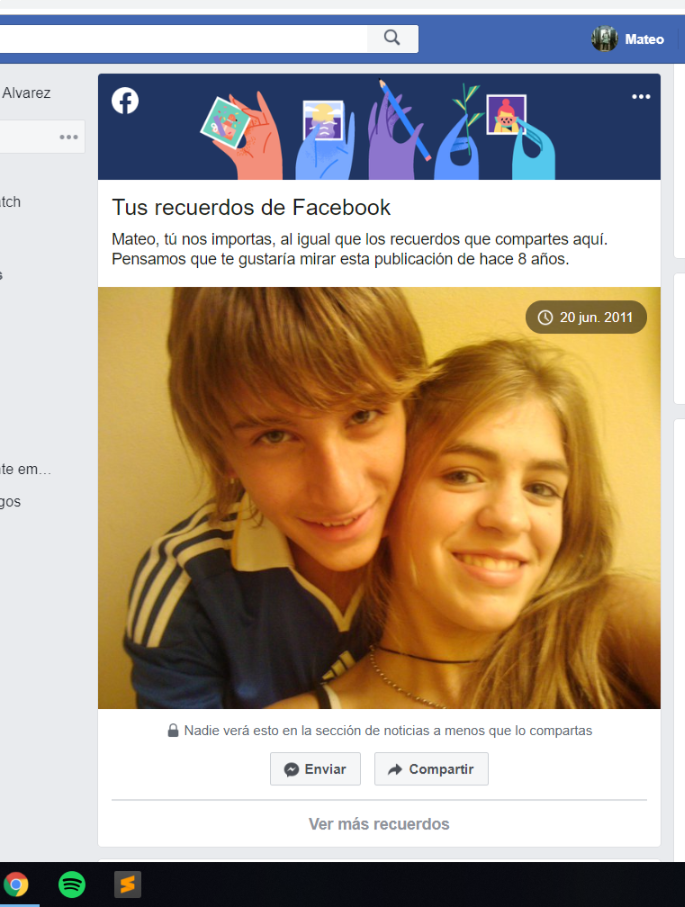 Mateo
Alvarez
tch
s
te em...
gos
Tus recuerdos de Facebook
Mateo, tú nos importas, al igual que los recuerdos que compartes aquí.
Pensamos que te gustaría mirar esta publicación de hace 8 años.
20 jun. 2011
Nadie verá esto en la sección de noticias a menos que lo compartas
Enviar
Compartir
Ver más recuerdos